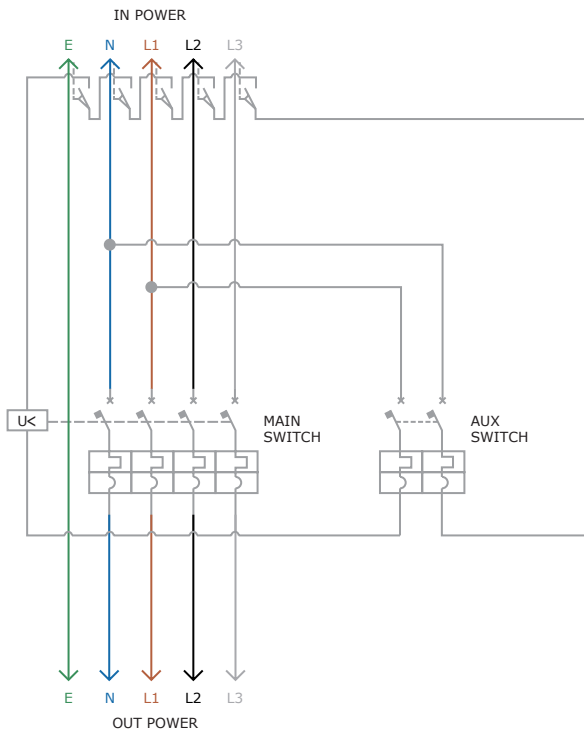 IN POWER
E N L1 L2 L3
U<
MAIN
SWITCH
AUX
SWITCH
E N L1 L2 L3
OUT POWER